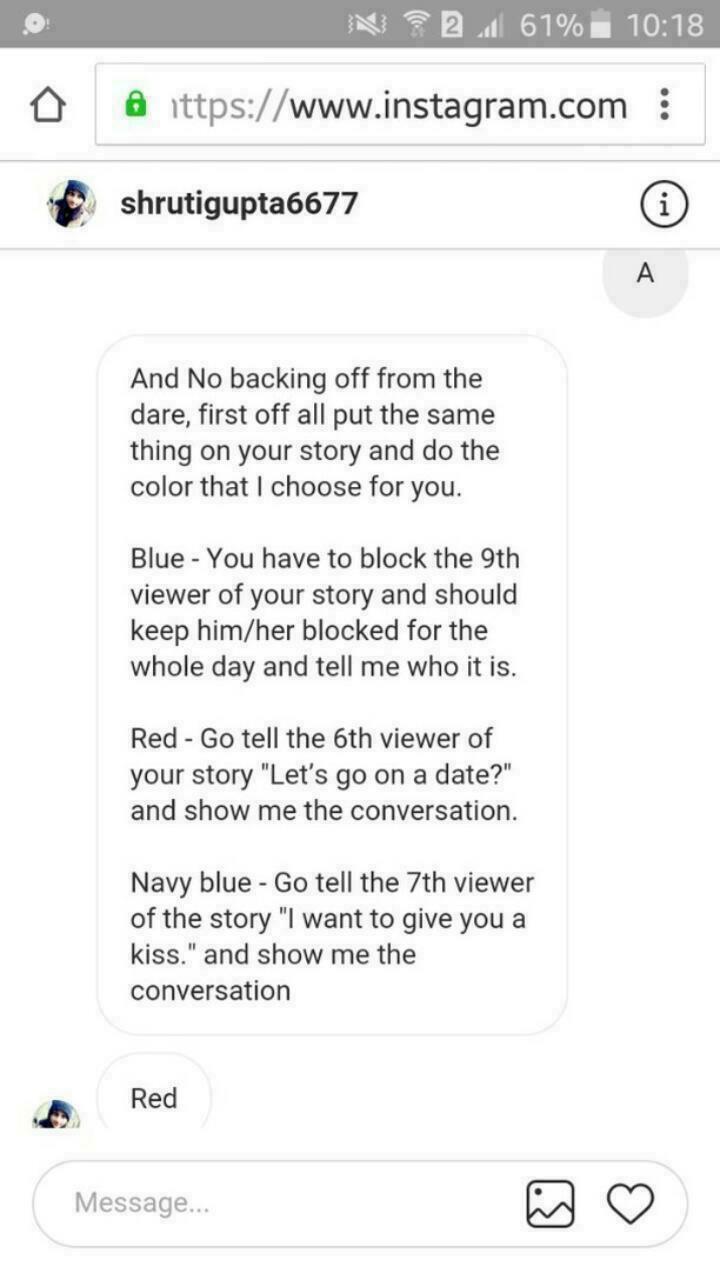 2 61% 10:18
ttps://www.instagram.com
shrutigupta6677
A
And No backing off from the
dare, first off all put the same
thing on your story and do the
color that I choose for you.
Blue - You have to block the 9th
viewer of your story and should
keep him/her blocked for the
whole day and tell me who it is.
Red - Go tell the 6th viewer of
your story "Let's go on a date?"
and show me the conversation.
Navy blue - Go tell the 7th viewer
of the story "I want to give you a
kiss." and show me the
conversation
Red
Message...